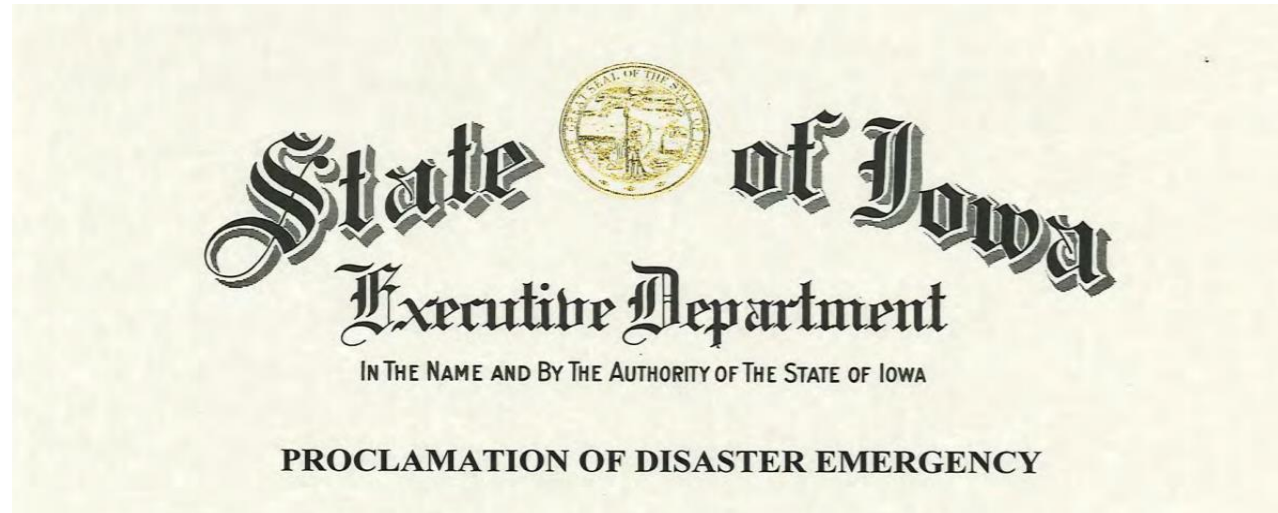 State of Iowa
Executive Department
IN THE NAME AND BY THE AUTHORITY OF THE STATE OF IOWA
PROCLAMATION OF DISASTER EMERGENCY